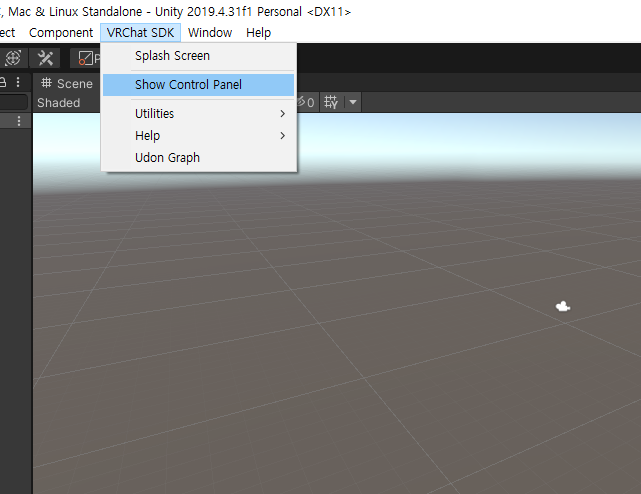 , Mac & Linux Standalone - Unity 2019.4.31f1 Personal <DX11>
ect Component VRChat SDK Window Help
Splash Screen
Scene
Show Control Panel
Shaded
0
Utilities
Help
Udon Graph